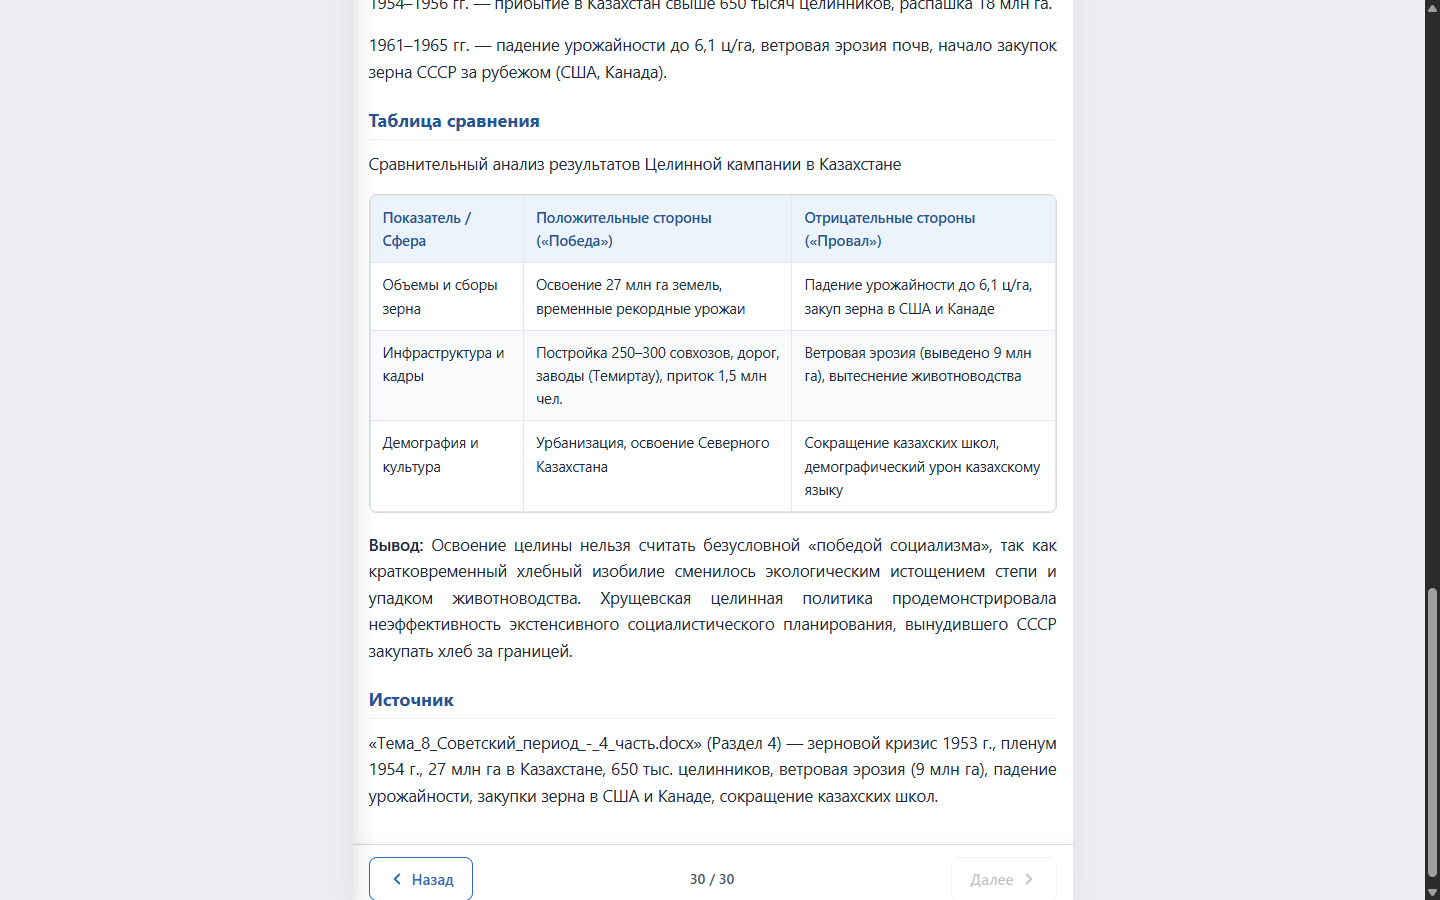 1954–1956 гг. — прибытие в Казахстан свыше 650 тысяч целинников, распашка 18 млн га.
1961–1965 гг. — падение урожайности до 6,1 ц/га, ветровая эрозия почв, начало закупок
зерна СССР за рубежом (США, Канада).
Таблица сравнения
Сравнительный анализ результатов Целинной кампании в Казахстане
Показатель /
Сфера
Положительные стороны
(«Победа»)
Отрицательные стороны
(«Провал»)
Объемы и сборы
зерна
Освоение 27 млн га земель,
временные рекордные урожаи
Падение урожайности до 6,1 ц/га,
закуп зерна в США и Канаде
Инфраструктура и
кадры
Постройка 250–300 совхозов, дорог,
заводы (Темиртау), приток 1,5 млн
чел.
Ветровая эрозия (выведено 9 млн
га), вытеснение животноводства
Демография и
культура
Урбанизация, освоение Северного
Казахстана
Сокращение казахских школ,
демографический урон казахскому
языку
Вывод: Освоение целины нельзя считать безусловной «победой социализма», так как
кратковременный хлебный изобилие сменилось экологическим истощением степи и
упадком животноводства. Хрущевская целинная политика продемонстрировала
неэффективность экстенсивного социалистического планирования, вынудившего СССР
закупать хлеб за границей.
Источник
«Тема_8_Советский_период_-_4_часть.docx» (Раздел 4) — зерновой кризис 1953 г., пленум
1954 г., 27 млн га в Казахстане, 650 тыс. целинников, ветровая эрозия (9 млн га), падение
урожайности, закупки зерна в США и Канаде, сокращение казахских школ.
Назад
30 / 30
Далее